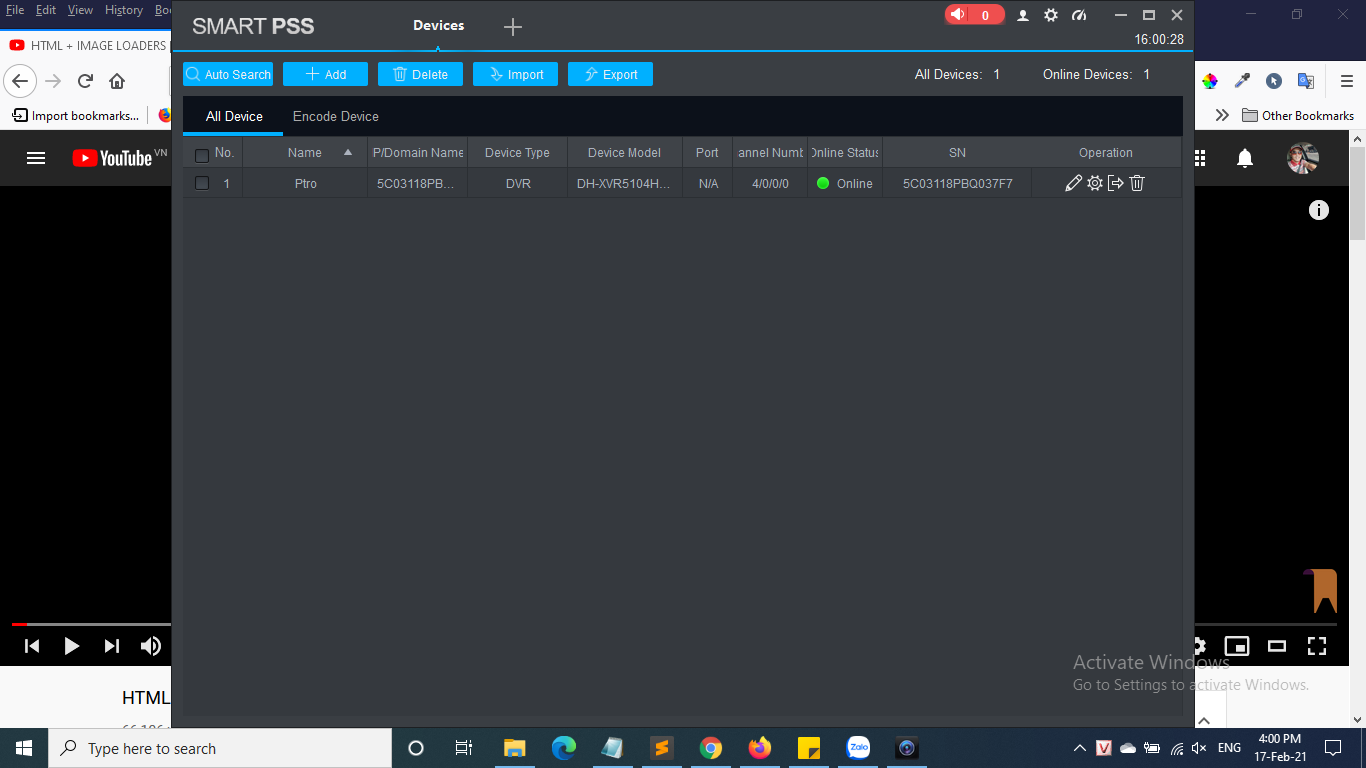 File Edit View History Bo
SMART PSS
Devices
0
16:00:28
HTML + IMAGE LOADERS
Auto Search
Add
Delete
Import
Export
All Devices: 1
Online Devices: 1
Import bookmarks...
Other Bookmarks
All Device
Encode Device
YouTube VN
No. Name P/Domain Name Device Type Device Model Port annel Numb Online Status SN Operation
1 Ptro 5C03118PB... DVR DH-XVR5104H... N/A 4/0/0/0 Online 5C03118PBQ037F7
Activate Windows
Go to Settings to activate Windows.
HTML
Type here to search
Zalo
V
ENG
4:00 PM
17-Feb-21